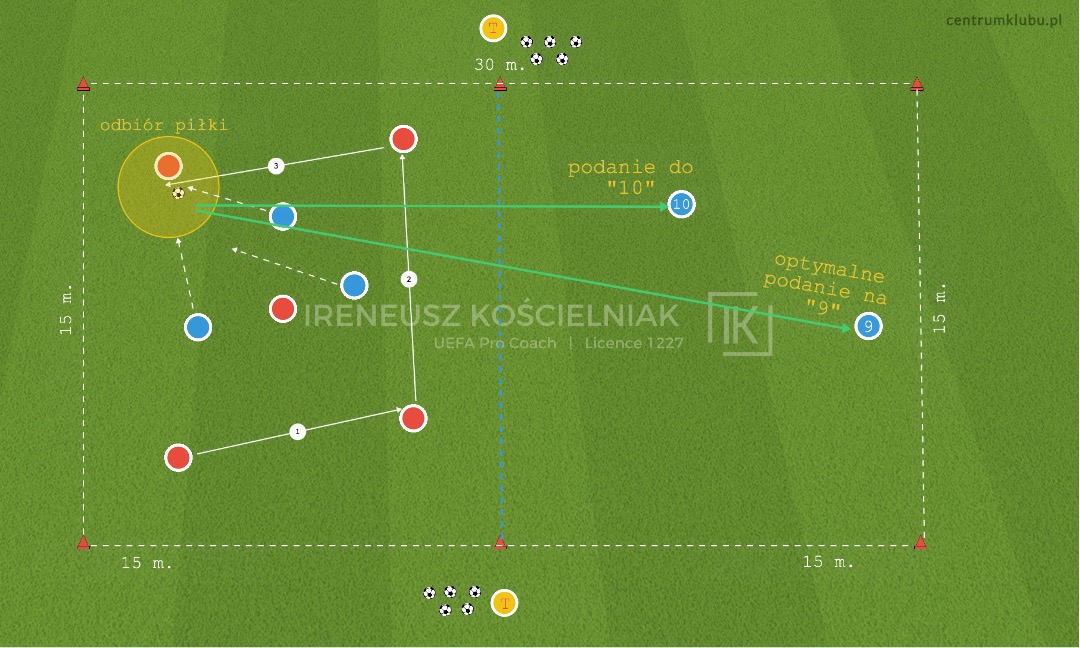 centrumklubu.pl
T
30 m.
odbiór piłki
3
podanie do
"10"
10
optymalne
podanie na
"9"
2
15 m.
15 m.
IRENEUSZ KOŚCIELNIAK
IK
9
UEFA Pro Coach | Licence 1227
1
15 m.
15 m.
T